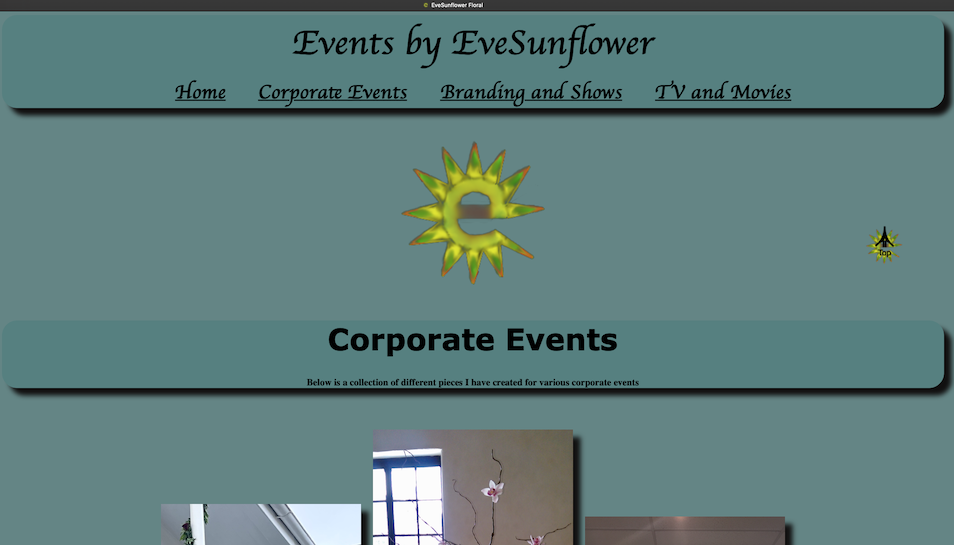 EveSunflower Floral
Events by EveSunflower
Home Corporate Events Branding and Shows TV and Movies
e
Top
Corporate Events
Below is a collection of different pieces I have created for various corporate events